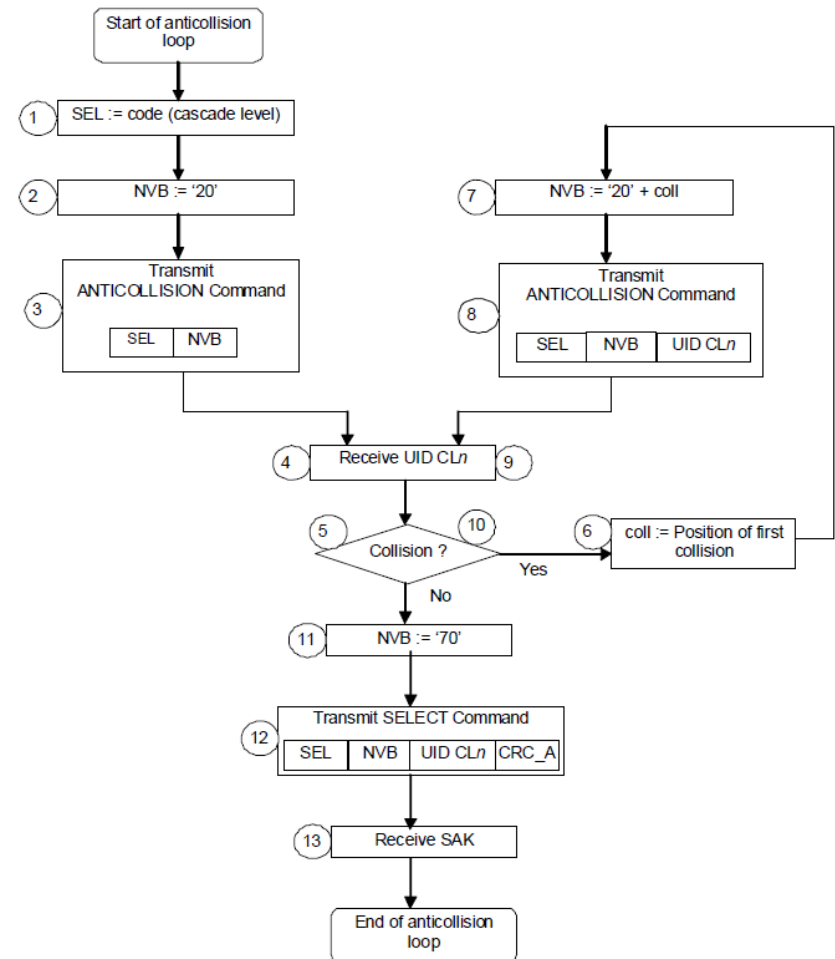 Start of anticollision
loop
1
SEL := code (cascade level)
2
NVB := ‘20’
3
Transmit
ANTICOLLISION Command
SEL NVB
7
NVB := ‘20’ + coll
8
Transmit
ANTICOLLISION Command
SEL NVB UID CLn
4
Receive UID CLn
9
5
Collision ?
10
Yes
6
coll := Position of first
collision
No
11
NVB := ‘70’
12
Transmit SELECT Command
SEL NVB UID CLn CRC_A
13
Receive SAK
End of anticollision
loop